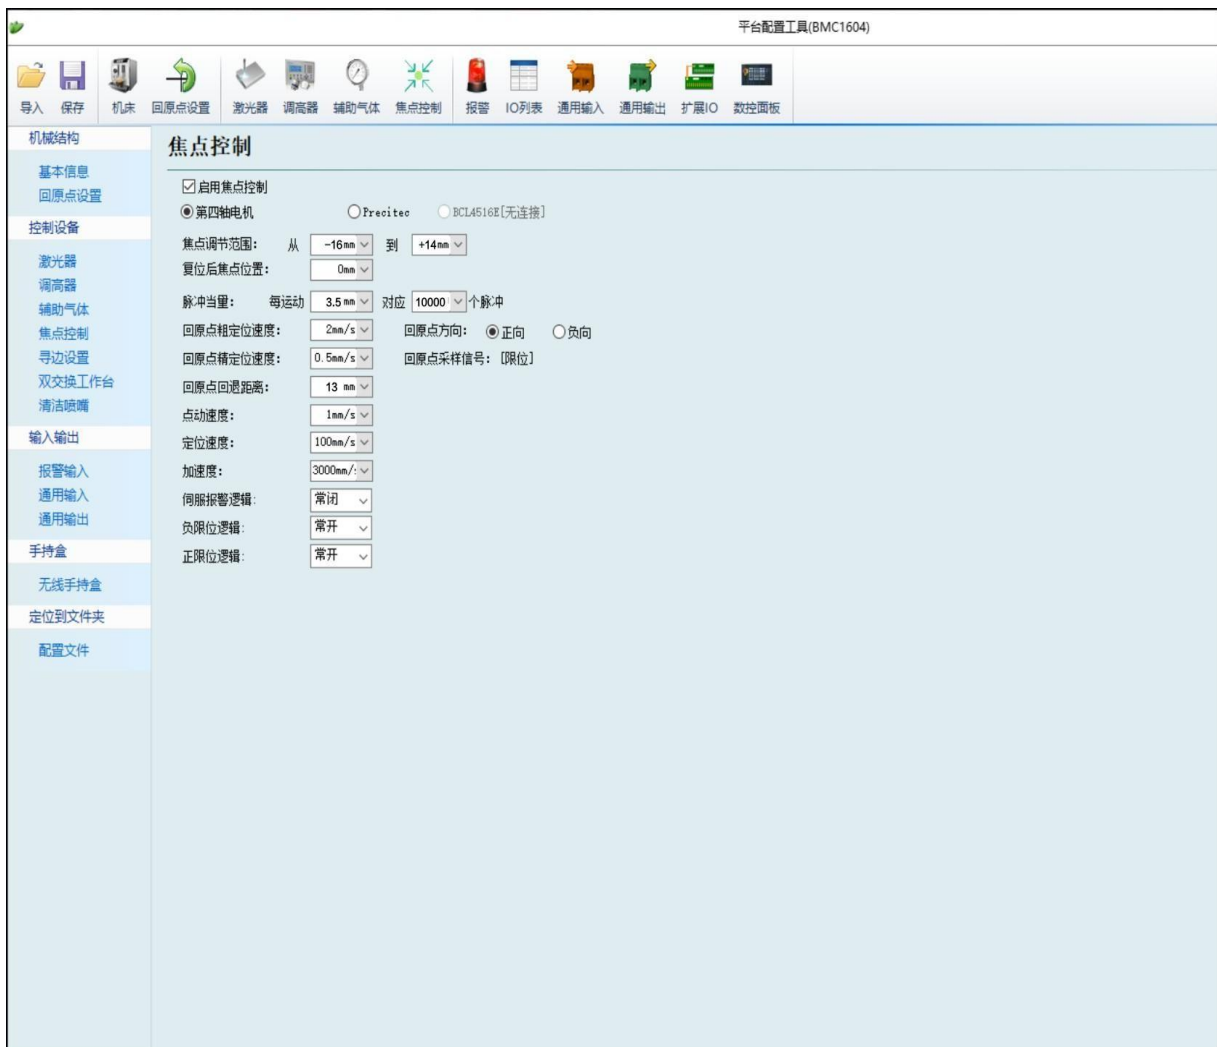 平台配置工具(BMC1604)
导入 保存 机床 回原点设置 激光器 调高器 辅助气体 焦点控制 报警 IO列表 通用输入 通用输出 扩展IO 数控面板
机械结构
基本信息
回原点设置
控制设备
激光器
调高器
辅助气体
焦点控制
寻边设置
双交换工作台
清洁喷嘴
输入输出
报警输入
通用输入
通用输出
手持盒
无线手持盒
定位到文件夹
配置文件
焦点控制
启用焦点控制
第四轴电机 Precitec BCL4516E[无连接]
焦点调节范围: 从 -16mm 到 +14mm
复位后焦点位置: 0mm
脉冲当量: 每运动 3.5 mm 对应 10000 个脉冲
回原点粗定位速度: 2mm/s 回原点方向: 正向 负向
回原点精定位速度: 0.5mm/s 回原点采样信号: [限位]
回原点回退距离: 13 mm
点动速度: 1mm/s
定位速度: 100mm/s
加速度: 3000mm/s
伺服报警逻辑: 常闭
负限位逻辑: 常开
正限位逻辑: 常开